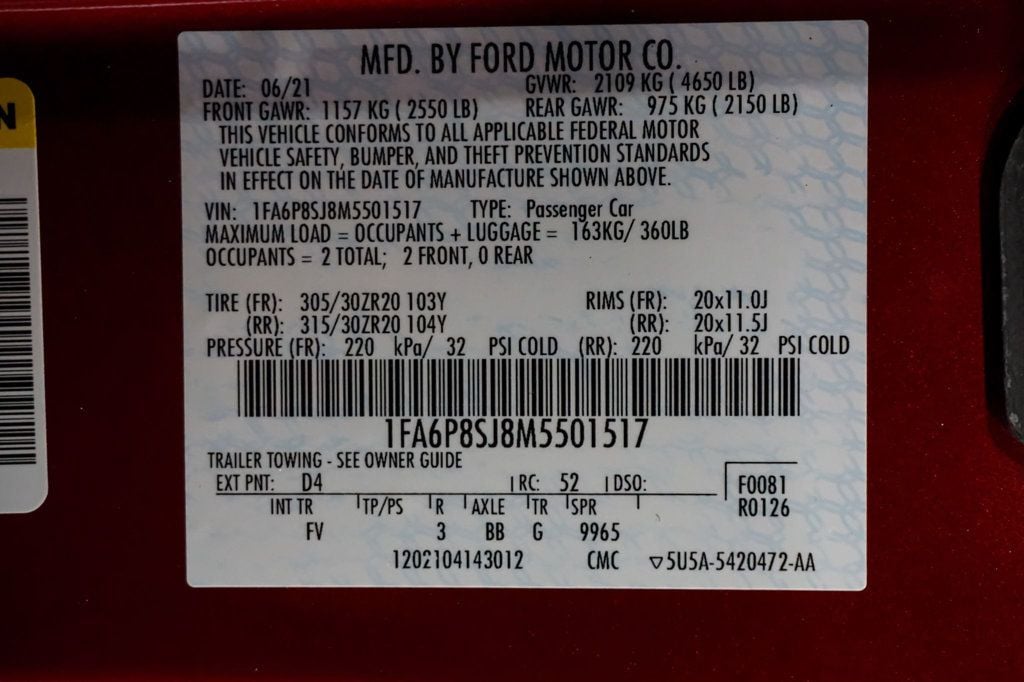 N
MFD. BY FORD MOTOR CO.
DATE: 06/21 GVWR: 2109 KG ( 4650 LB)
FRONT GAWR: 1157 KG ( 2550 LB) REAR GAWR: 975 KG ( 2150 LB)
THIS VEHICLE CONFORMS TO ALL APPLICABLE FEDERAL MOTOR
VEHICLE SAFETY, BUMPER, AND THEFT PREVENTION STANDARDS
IN EFFECT ON THE DATE OF MANUFACTURE SHOWN ABOVE.
VIN: 1FA6P8SJ8M5501517 TYPE: Passenger Car
MAXIMUM LOAD = OCCUPANTS + LUGGAGE = 163KG/ 360LB
OCCUPANTS = 2 TOTAL; 2 FRONT, 0 REAR
TIRE (FR): 305/30ZR20 103Y RIMS (FR): 20x11.0J
(RR): 315/30ZR20 104Y (RR): 20x11.5J
PRESSURE (FR): 220 kPa/ 32 PSI COLD (RR): 220 kPa/ 32 PSI COLD
1FA6P8SJ8M5501517
TRAILER TOWING - SEE OWNER GUIDE
EXT PNT: D4 RC: 52 DSO: F0081
INT TR TP/PS R AXLE TR SPR R0126
FV 3 BB G 9965
1202104143012 CMC ▽5U5A-5420472-AA